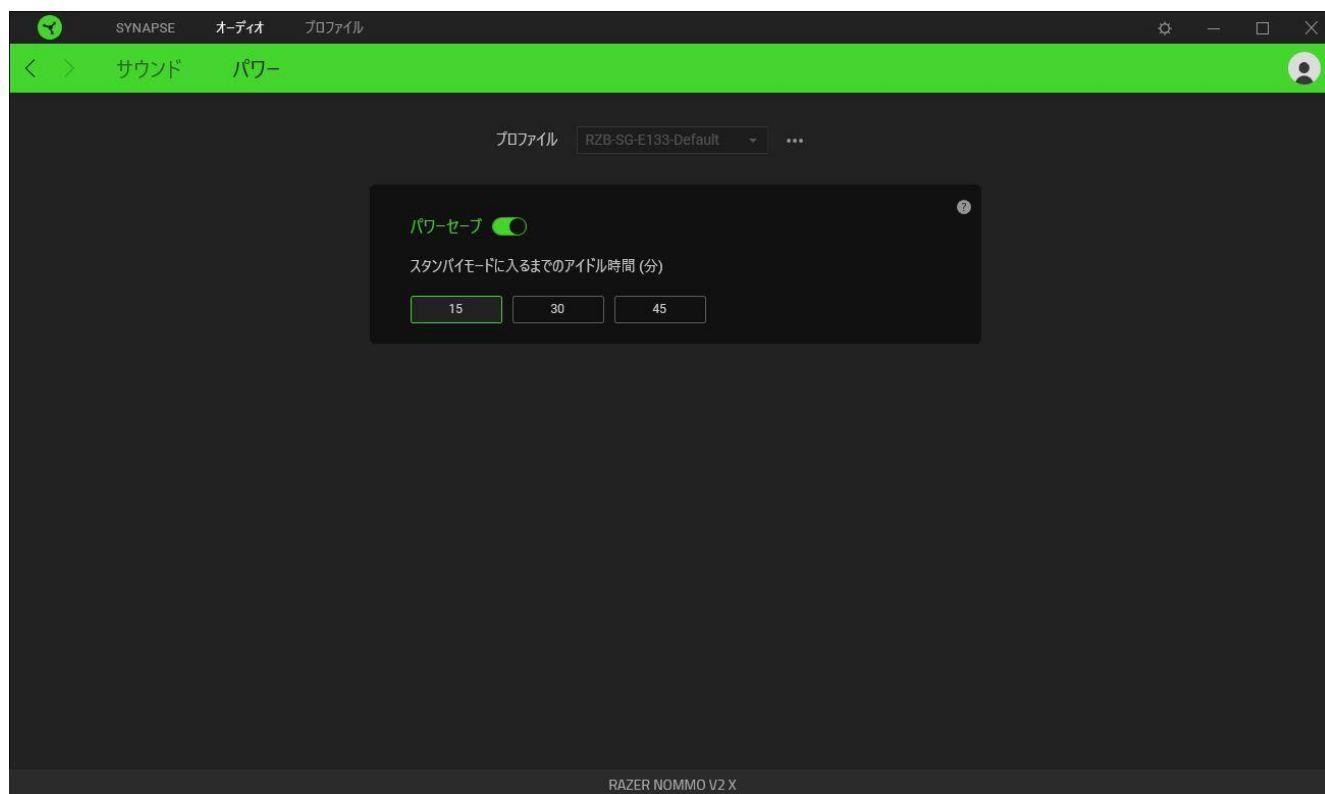 SYNAPSE オーディオ プロファイル
サウンド パワー
プロファイル RZB-SG-E133-Default
パワーセーブ
スタンバイモードに入るまでのアイドル時間 (分)
15 30 45
RAZER NOMMO V2 X